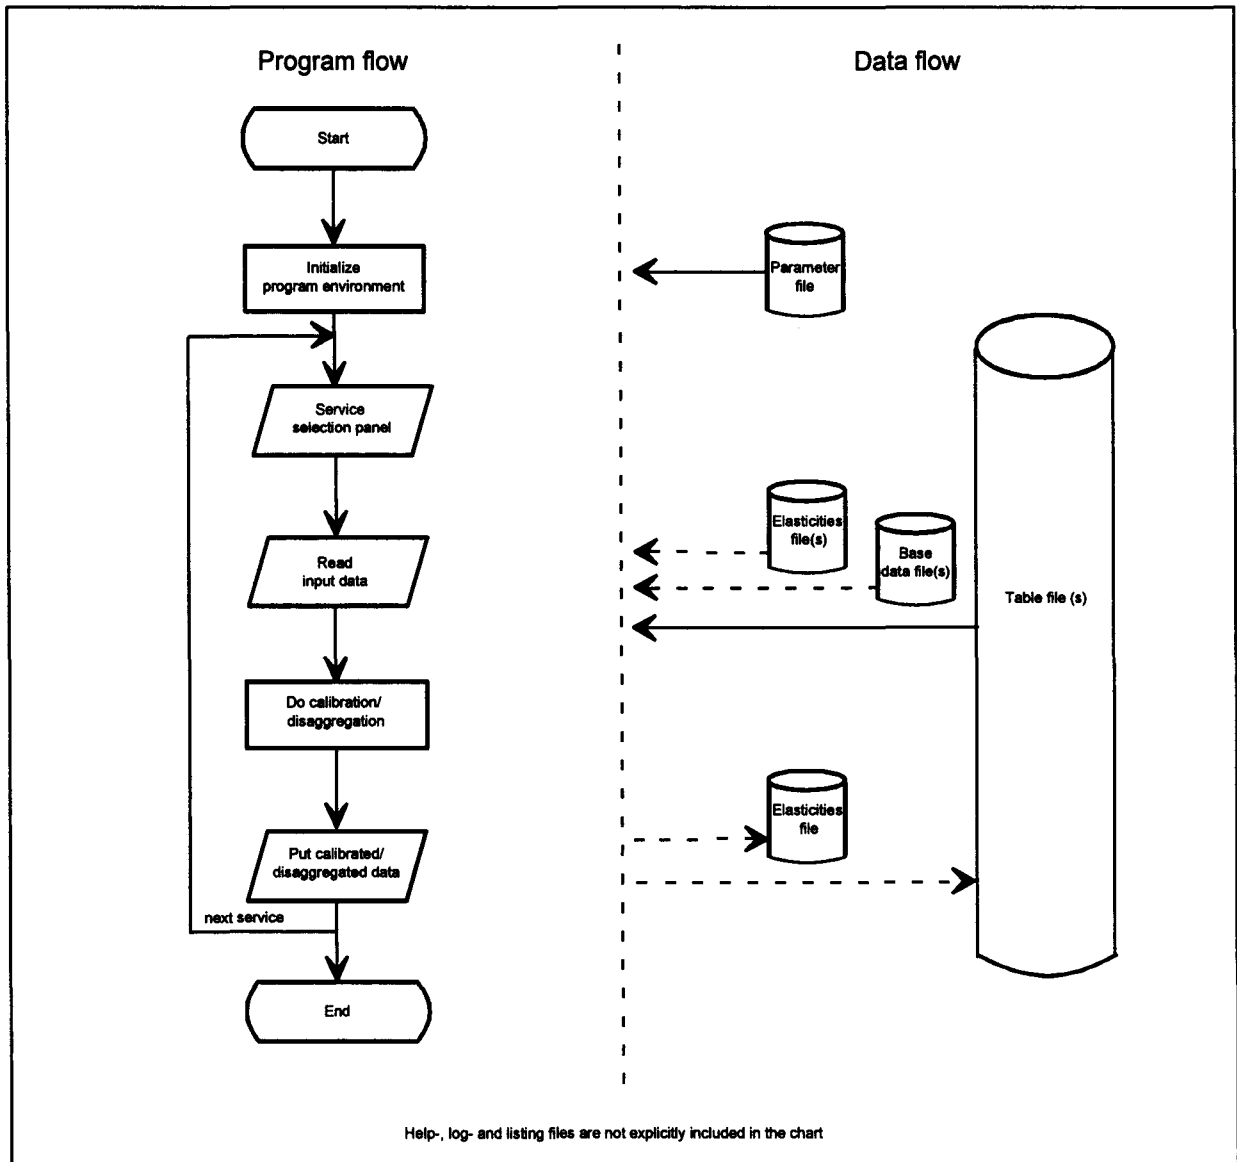 Program flow
Data flow
Start
Initialize
program environment
Parameter
file
Service
selection panel
Elasticities
file(s)
Base
data file(s)
Read
input data
Table file (s)
Do calibration/
disaggregation
Elasticities
file
Put calibrated/
disaggregated data
next service
End
Help-, log- and listing files are not explicitly included in the chart